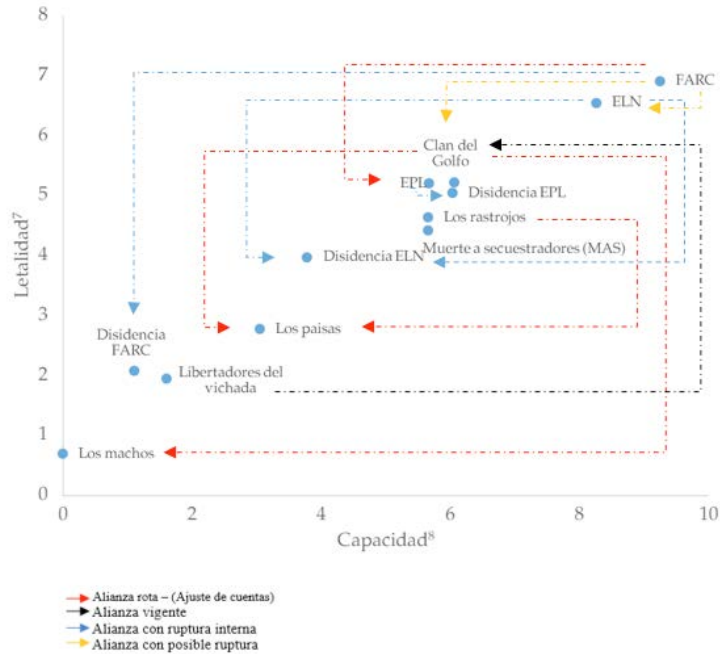 8
7
6
5
4
3
2
1
0
Letalidad⁷
FARC
ELN
Clan del
Golfo
EPL
Disidencia EPL
Los rastrojos
Muerte a secuestradores (MAS)
Disidencia ELN
Los paisas
Disidencia
FARC
Libertadores del
vichada
Los machos
0 2 4 6 8 10
Capacidad⁸
Alianza rota – (Ajuste de cuentas)
Alianza vigente
Alianza con ruptura interna
Alianza con posible ruptura